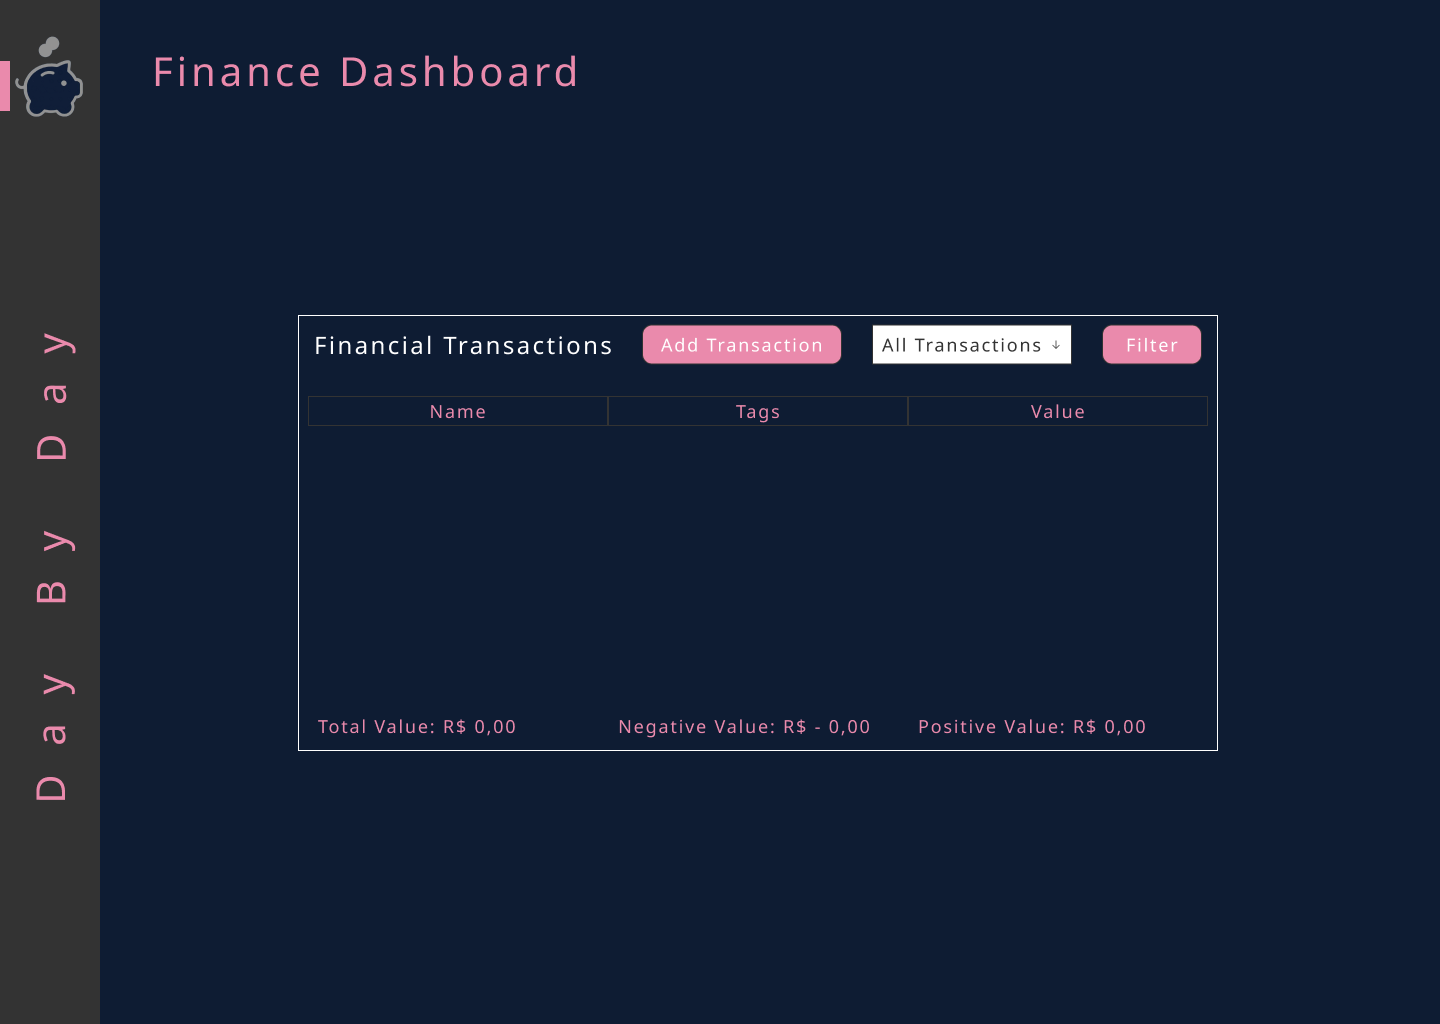 Finance Dashboard
Day By Day
Financial Transactions
Add Transaction
All Transactions ↓
Filter
Name
Tags
Value
Total Value: R$ 0,00
Negative Value: R$ - 0,00
Positive Value: R$ 0,00